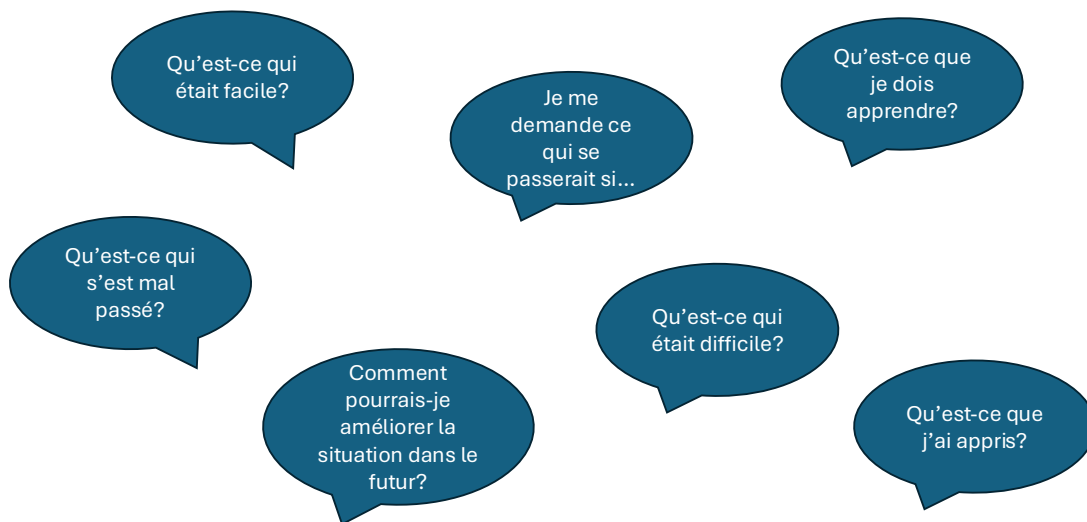 Qu’est-ce qui
était facile?
Je me
demande ce
qui se
passerait si...
Qu’est-ce que
je dois
apprendre?
Qu’est-ce qui
s’est mal
passé?
Comment
pourrais-je
améliorer la
situation dans le
futur?
Qu’est-ce qui
était difficile?
Qu’est-ce que
j’ai appris?